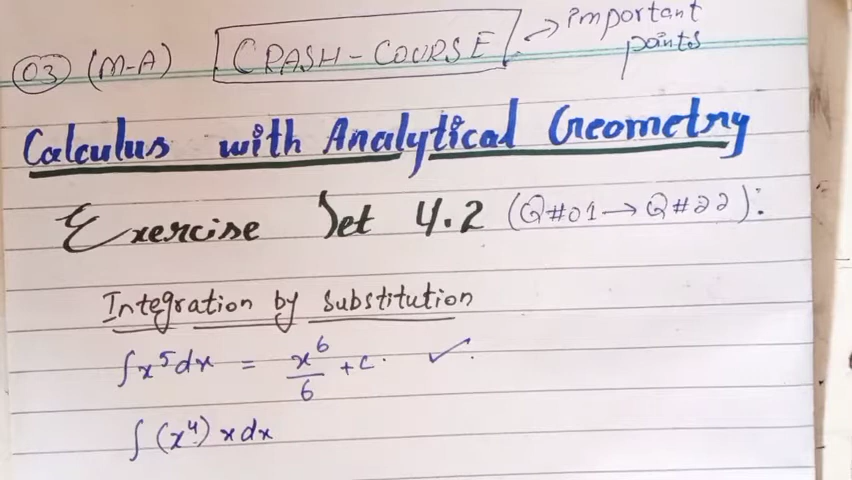 03 (M-A) CRASH-COURSE → important
points
Calculus with Analytical Geometry
Exercise Set 4.2 (Q#01 → Q#22):
Integration by substitution
∫x⁵dx = x⁶/6 + c. ✓
∫(x⁴) x dx